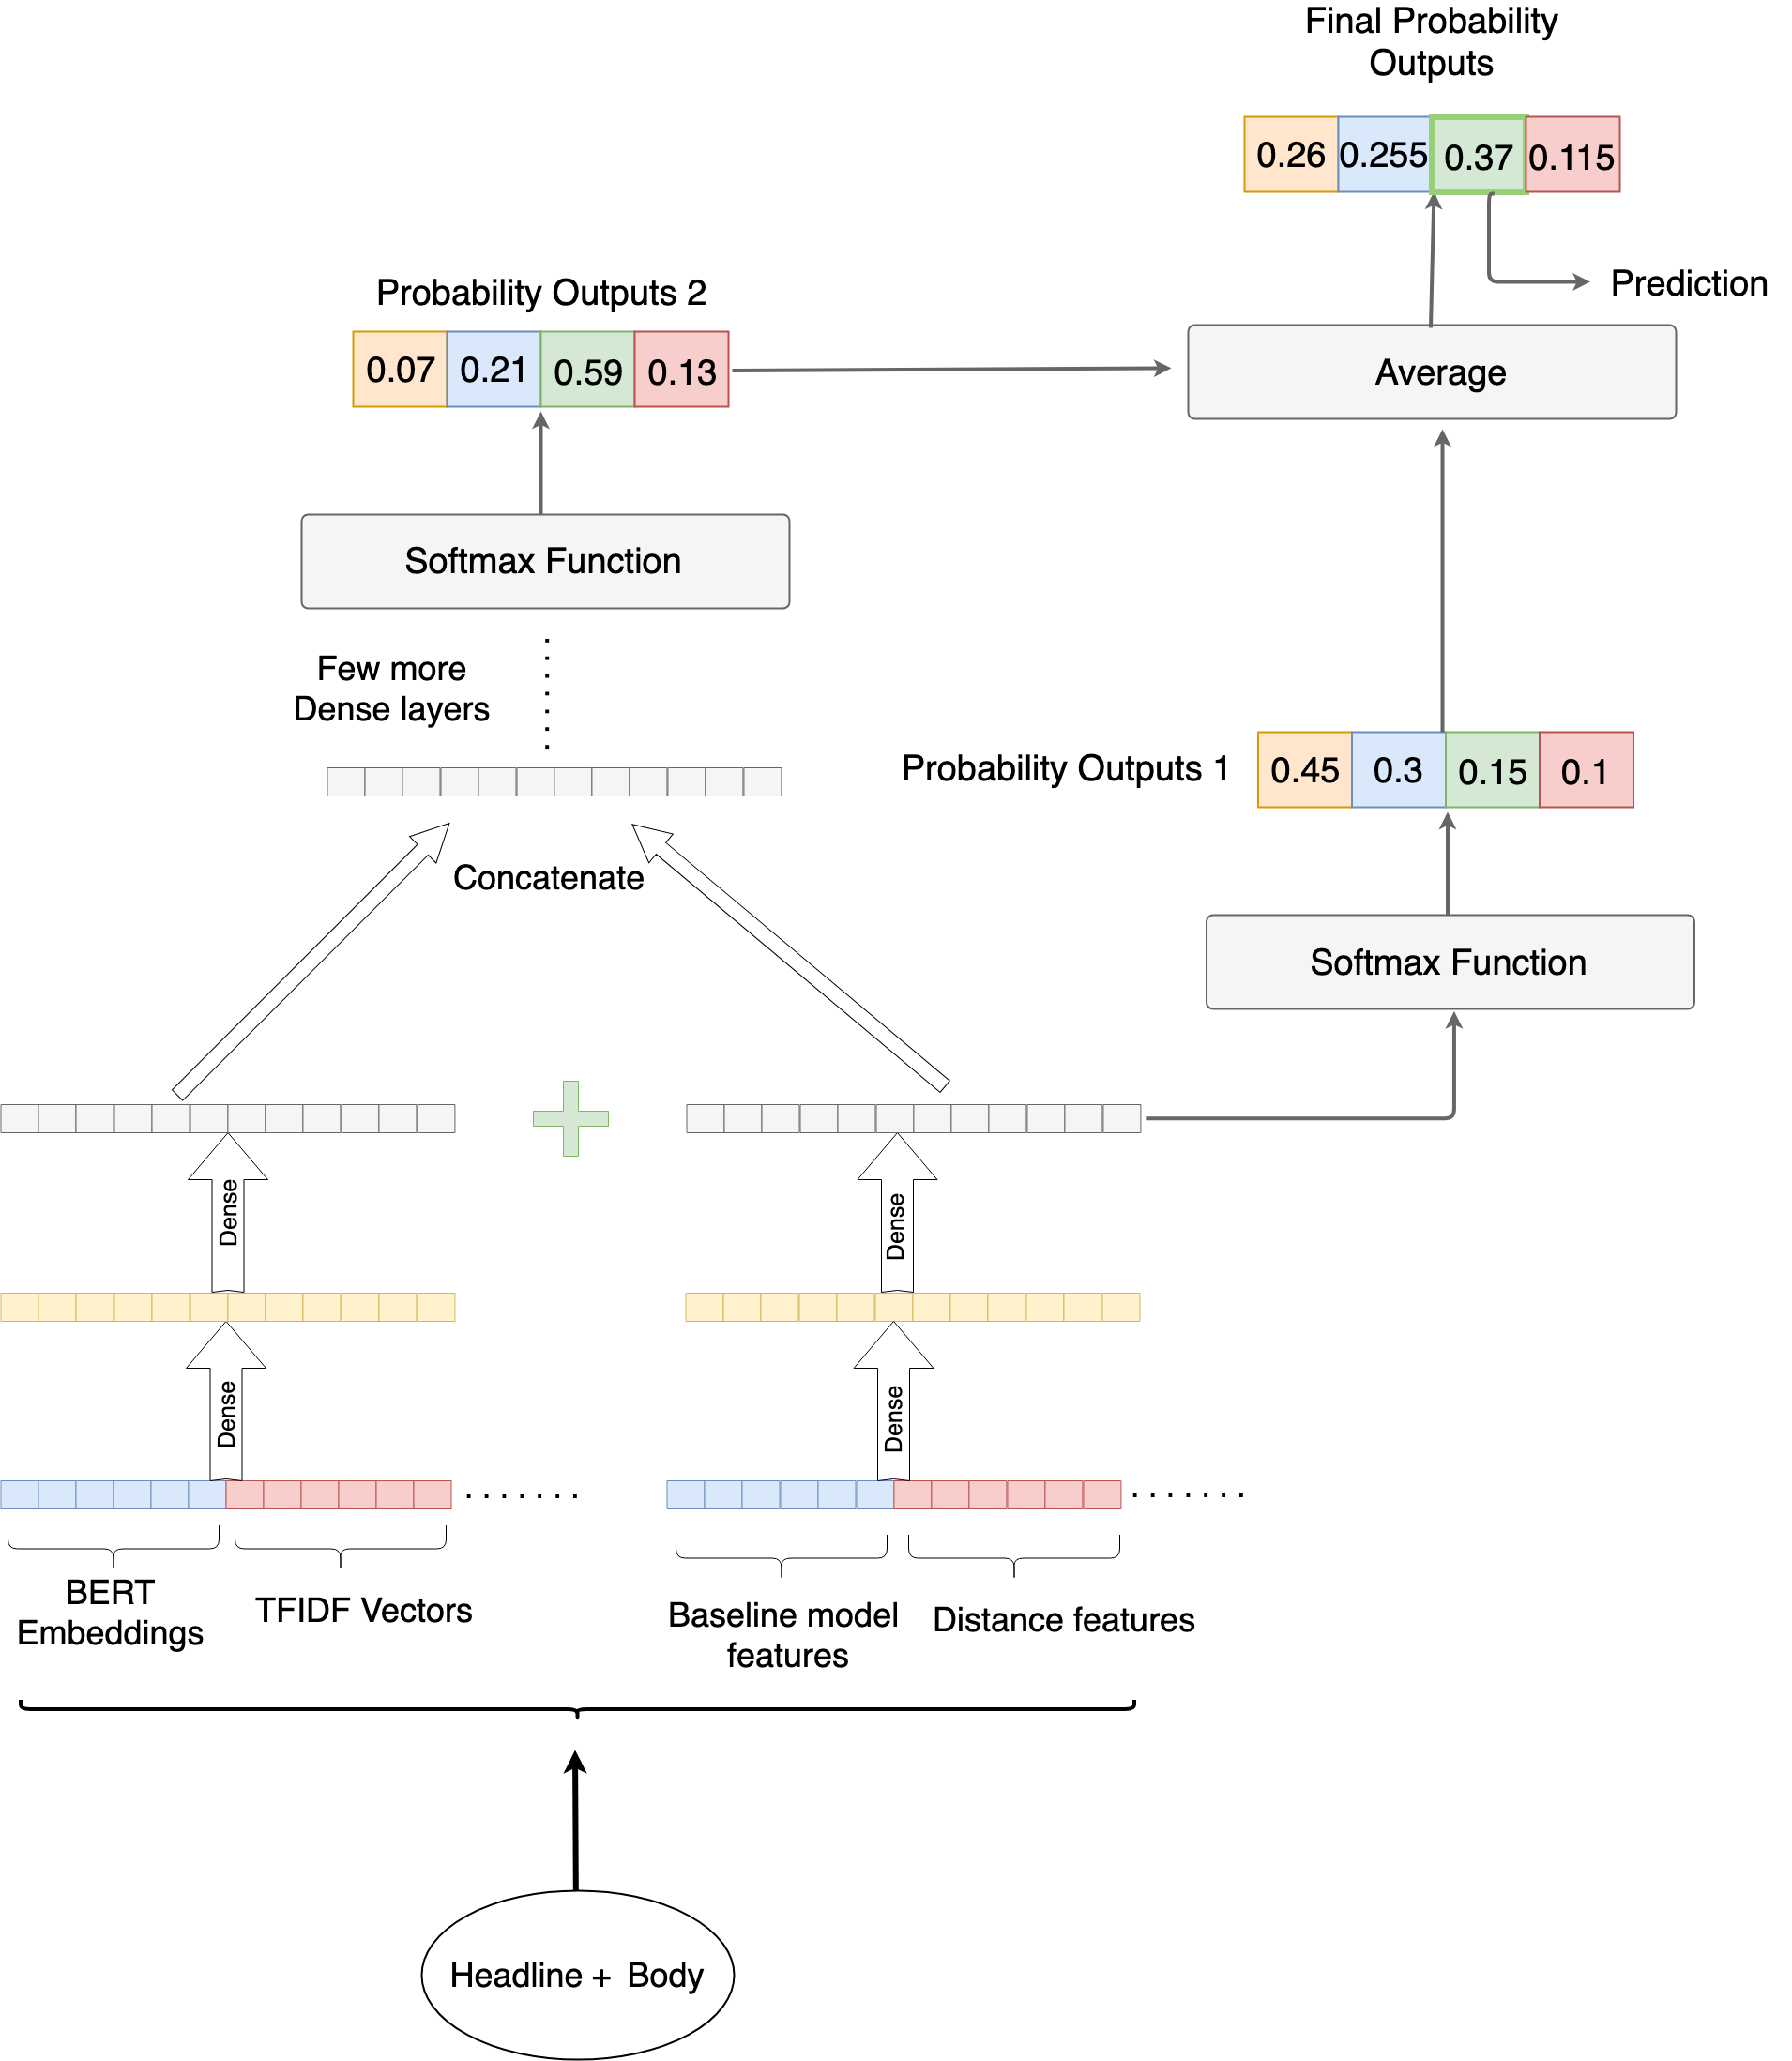 Final Probability
Outputs
0.26 0.255 0.37 0.115
Prediction
Probability Outputs 2
0.07 0.21 0.59 0.13
Average
Softmax Function
Few more
Dense layers
Probability Outputs 1
0.45 0.3 0.15 0.1
Concatenate
Softmax Function
Dense
Dense
Dense
Dense
.......
.......
BERT
Embeddings
TFIDF Vectors
Baseline model
features
Distance features
Headline + Body